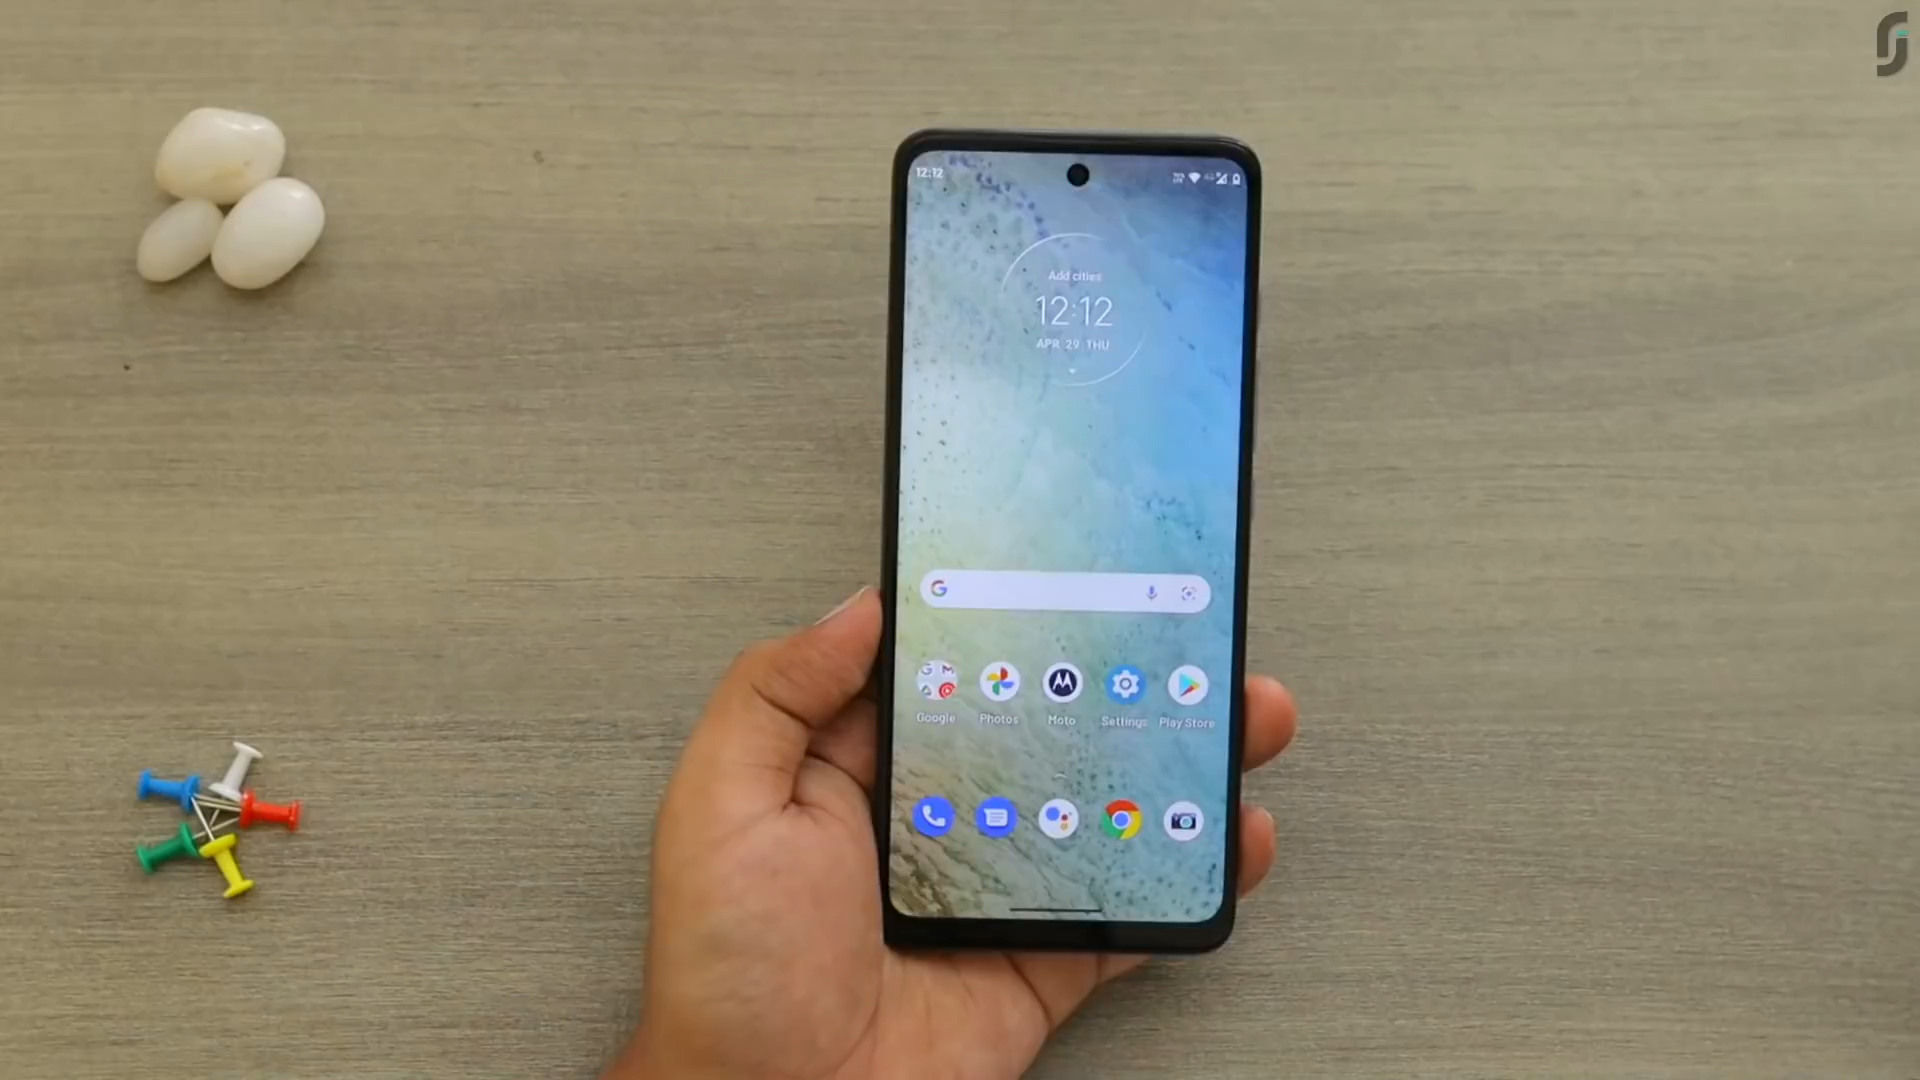 12:12
Add cities
12:12
APR 29 THU
Google
Photos
Moto
Settings
Play Store